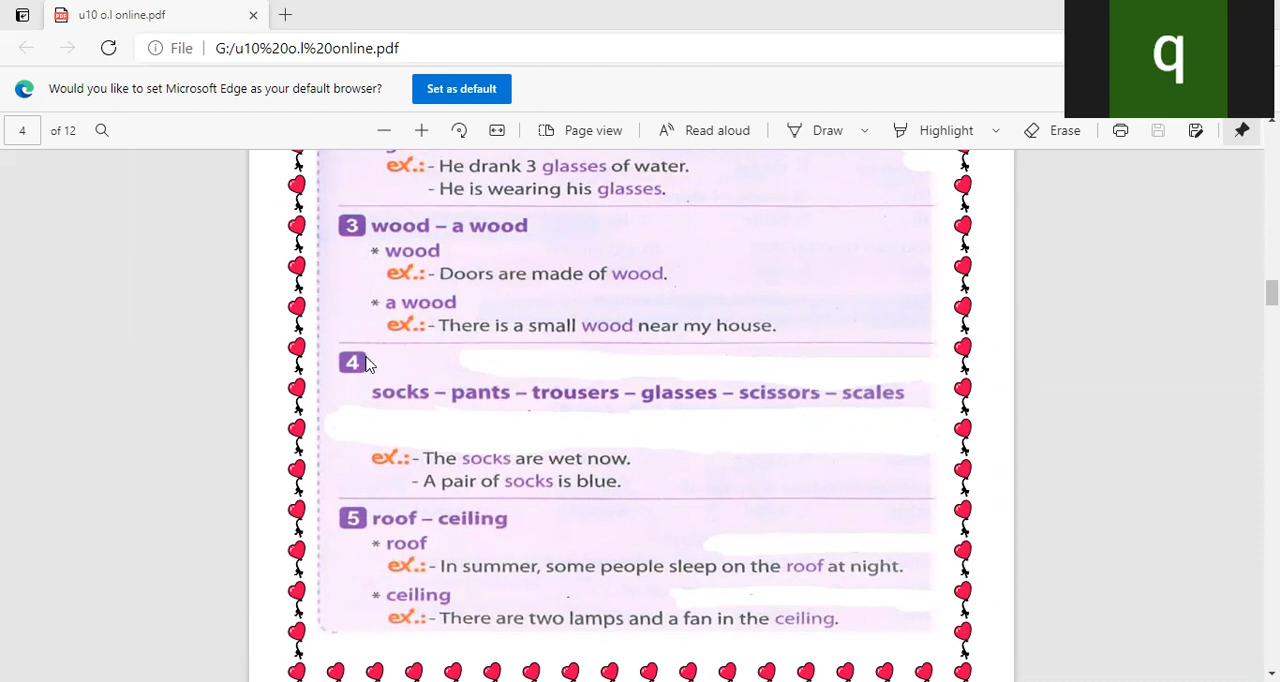 u10 o.l online.pdf
File G:/u10%20o.l%20online.pdf
Would you like to set Microsoft Edge as your default browser? Set as default
4 of 12 Page view Read aloud Draw Highlight Erase
q
ex.: - He drank 3 glasses of water.
- He is wearing his glasses.
3 wood – a wood
* wood
ex.: - Doors are made of wood.
* a wood
ex.: - There is a small wood near my house.
4
socks – pants – trousers – glasses – scissors – scales
ex.: - The socks are wet now.
- A pair of socks is blue.
5 roof – ceiling
* roof
ex.: - In summer, some people sleep on the roof at night.
* ceiling
ex.: - There are two lamps and a fan in the ceiling.